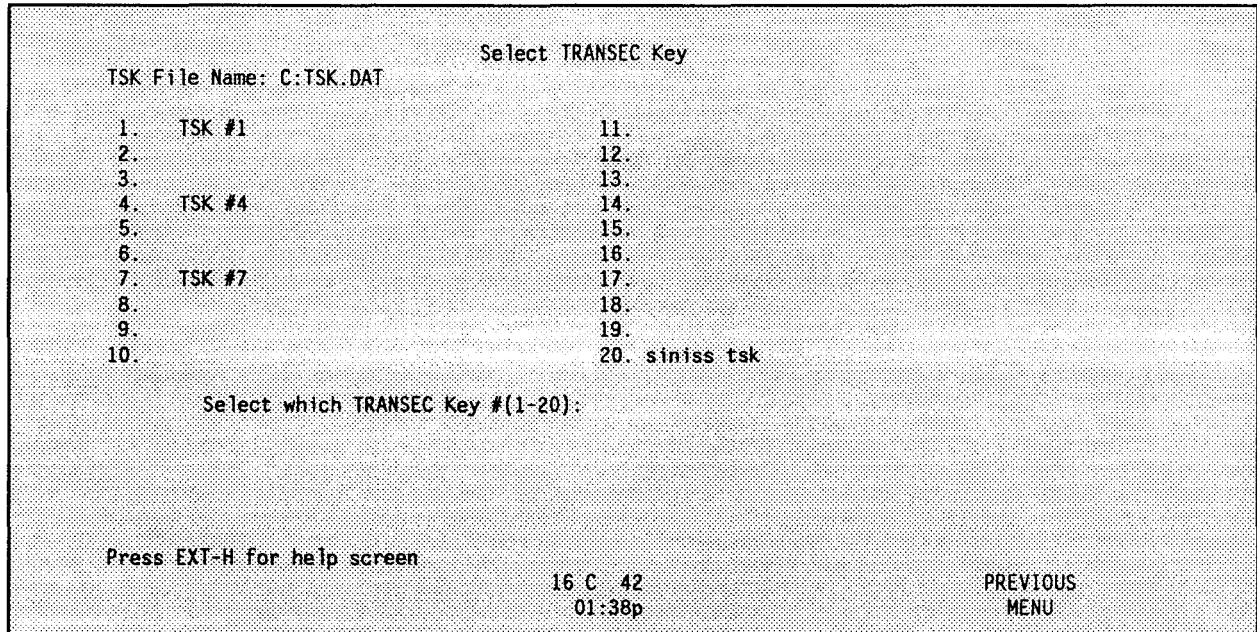 Select TRANSEC Key
TSK File Name: C:TSK.DAT
1. TSK #1 11.
2. 12.
3. 13.
4. TSK #4 14.
5. 15.
6. 16.
7. TSK #7 17.
8. 18.
9. 19.
10. 20. siniss tsk
Select which TRANSEC Key #(1-20):
Press EXT-H for help screen
16 C 42 PREVIOUS
01:38p MENU